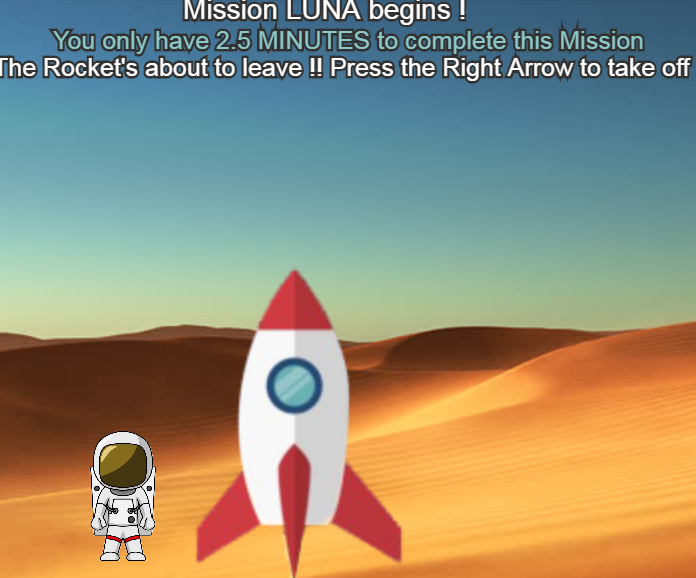 Mission LUNA begins !
You only have 2.5 MINUTES to complete this Mission
The Rocket's about to leave !! Press the Right Arrow to take off